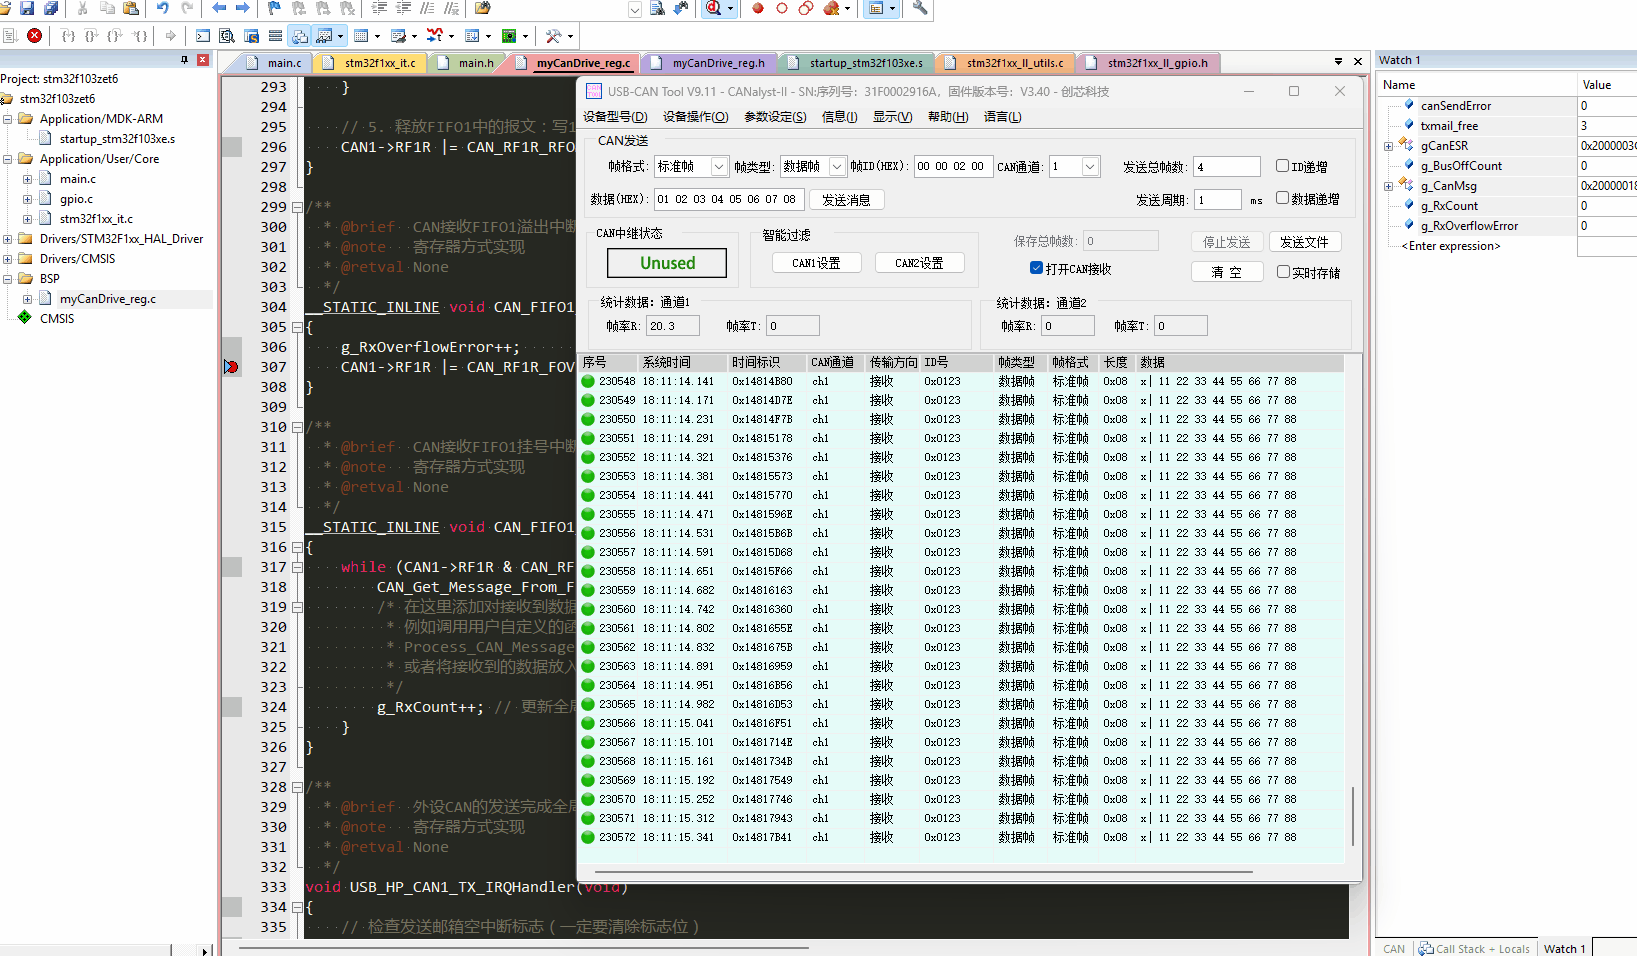 main.c
stm32f1xx_it.c
main.h
myCanDrive_reg.c
myCanDrive_reg.h
startup_stm32f103xe.s
stm32f1xx_ll_utils.c
stm32f1xx_ll_gpio.h
Project: stm32f103zet6
stm32f103zet6
Application/MDK-ARM
startup_stm32f103xe.s
Application/User/Core
main.c
gpio.c
stm32f1xx_it.c
Drivers/STM32F1xx_HAL_Driver
Drivers/CMSIS
BSP
myCanDrive_reg.c
CMSIS
293 }
294
295 // 5. 释放FIFO1中的报文：写1
296 CAN1->RF1R |= CAN_RF1R_RFO
297 }
298
299 /**
300 * @brief CAN接收FIFO1溢出中断
301 * @note 寄存器方式实现
302 * @retval None
303 */
304 __STATIC_INLINE void CAN_FIFO1
305 {
306 g_RxOverflowError++;
307 CAN1->RF1R |= CAN_RF1R_FOV
308 }
309
310 /**
311 * @brief CAN接收FIFO1挂号中断
312 * @note 寄存器方式实现
313 * @retval None
314 */
315 __STATIC_INLINE void CAN_FIFO1
316 {
317 while (CAN1->RF1R & CAN_RF
318 CAN_Get_Message_From_F
319 /* 在这里添加对接收到数据
320 * 例如调用用户自定义的函
321 * Process_CAN_Message
322 * 或者将接收到的数据放入
323 */
324 g_RxCount++; // 更新全局
325 }
326 }
327
328 /**
329 * @brief 外设CAN的发送完成全局
330 * @note 寄存器方式实现
331 * @retval None
332 */
333 void USB_HP_CAN1_TX_IRQHandler(void)
334 {
335 // 检查发送邮箱空中断标志（一定要清除标志位）
USB-CAN Tool V9.11 - CANalyst-II - SN:序列号：31F0002916A，固件版本号：V3.40 - 创芯科技
设备型号(D) 设备操作(O) 参数设定(S) 信息(I) 显示(V) 帮助(H) 语言(L)
CAN发送
帧格式: 标准帧 帧类型: 数据帧 帧ID(HEX): 00 00 02 00 CAN通道: 1 发送总帧数: 4 ID递增
数据(HEX): 01 02 03 04 05 06 07 08 发送消息 发送周期: 1 ms 数据递增
CAN中继状态
Unused
智能过滤
CAN1设置 CAN2设置
保存总帧数: 0 停止发送 发送文件
打开CAN接收 清 空 实时存储
统计数据: 通道1
帧率R: 20.3 帧率T: 0
统计数据: 通道2
帧率R: 0 帧率T: 0
序号 系统时间 时间标识 CAN通道 传输方向 ID号 帧类型 帧格式 长度 数据
230548 18:11:14.141 0x14814B80 ch1 接收 0x0123 数据帧 标准帧 0x08 x| 11 22 33 44 55 66 77 88
230549 18:11:14.171 0x14814D7E ch1 接收 0x0123 数据帧 标准帧 0x08 x| 11 22 33 44 55 66 77 88
230550 18:11:14.231 0x14814F7B ch1 接收 0x0123 数据帧 标准帧 0x08 x| 11 22 33 44 55 66 77 88
230551 18:11:14.291 0x14815178 ch1 接收 0x0123 数据帧 标准帧 0x08 x| 11 22 33 44 55 66 77 88
230552 18:11:14.321 0x14815376 ch1 接收 0x0123 数据帧 标准帧 0x08 x| 11 22 33 44 55 66 77 88
230553 18:11:14.381 0x14815573 ch1 接收 0x0123 数据帧 标准帧 0x08 x| 11 22 33 44 55 66 77 88
230554 18:11:14.441 0x14815770 ch1 接收 0x0123 数据帧 标准帧 0x08 x| 11 22 33 44 55 66 77 88
230555 18:11:14.471 0x1481596E ch1 接收 0x0123 数据帧 标准帧 0x08 x| 11 22 33 44 55 66 77 88
230556 18:11:14.531 0x14815B6B ch1 接收 0x0123 数据帧 标准帧 0x08 x| 11 22 33 44 55 66 77 88
230557 18:11:14.591 0x14815D68 ch1 接收 0x0123 数据帧 标准帧 0x08 x| 11 22 33 44 55 66 77 88
230558 18:11:14.651 0x14815F66 ch1 接收 0x0123 数据帧 标准帧 0x08 x| 11 22 33 44 55 66 77 88
230559 18:11:14.682 0x14816163 ch1 接收 0x0123 数据帧 标准帧 0x08 x| 11 22 33 44 55 66 77 88
230560 18:11:14.742 0x14816360 ch1 接收 0x0123 数据帧 标准帧 0x08 x| 11 22 33 44 55 66 77 88
230561 18:11:14.802 0x1481655E ch1 接收 0x0123 数据帧 标准帧 0x08 x| 11 22 33 44 55 66 77 88
230562 18:11:14.832 0x1481675B ch1 接收 0x0123 数据帧 标准帧 0x08 x| 11 22 33 44 55 66 77 88
230563 18:11:14.891 0x14816959 ch1 接收 0x0123 数据帧 标准帧 0x08 x| 11 22 33 44 55 66 77 88
230564 18:11:14.951 0x14816B56 ch1 接收 0x0123 数据帧 标准帧 0x08 x| 11 22 33 44 55 66 77 88
230565 18:11:14.982 0x14816D53 ch1 接收 0x0123 数据帧 标准帧 0x08 x| 11 22 33 44 55 66 77 88
230566 18:11:15.041 0x14816F51 ch1 接收 0x0123 数据帧 标准帧 0x08 x| 11 22 33 44 55 66 77 88
230567 18:11:15.101 0x1481714E ch1 接收 0x0123 数据帧 标准帧 0x08 x| 11 22 33 44 55 66 77 88
230568 18:11:15.161 0x1481734B ch1 接收 0x0123 数据帧 标准帧 0x08 x| 11 22 33 44 55 66 77 88
230569 18:11:15.192 0x14817549 ch1 接收 0x0123 数据帧 标准帧 0x08 x| 11 22 33 44 55 66 77 88
230570 18:11:15.252 0x14817746 ch1 接收 0x0123 数据帧 标准帧 0x08 x| 11 22 33 44 55 66 77 88
230571 18:11:15.312 0x14817943 ch1 接收 0x0123 数据帧 标准帧 0x08 x| 11 22 33 44 55 66 77 88
230572 18:11:15.341 0x14817B41 ch1 接收 0x0123 数据帧 标准帧 0x08 x| 11 22 33 44 55 66 77 88
Watch 1
Name Value
canSendError 0
txmail_free 3
gCanESR 0x2000003C
g_BusOffCount 0
g_CanMsg 0x20000018
g_RxCount 0
g_RxOverflowError 0
<Enter expression>
CAN Call Stack + Locals Watch 1